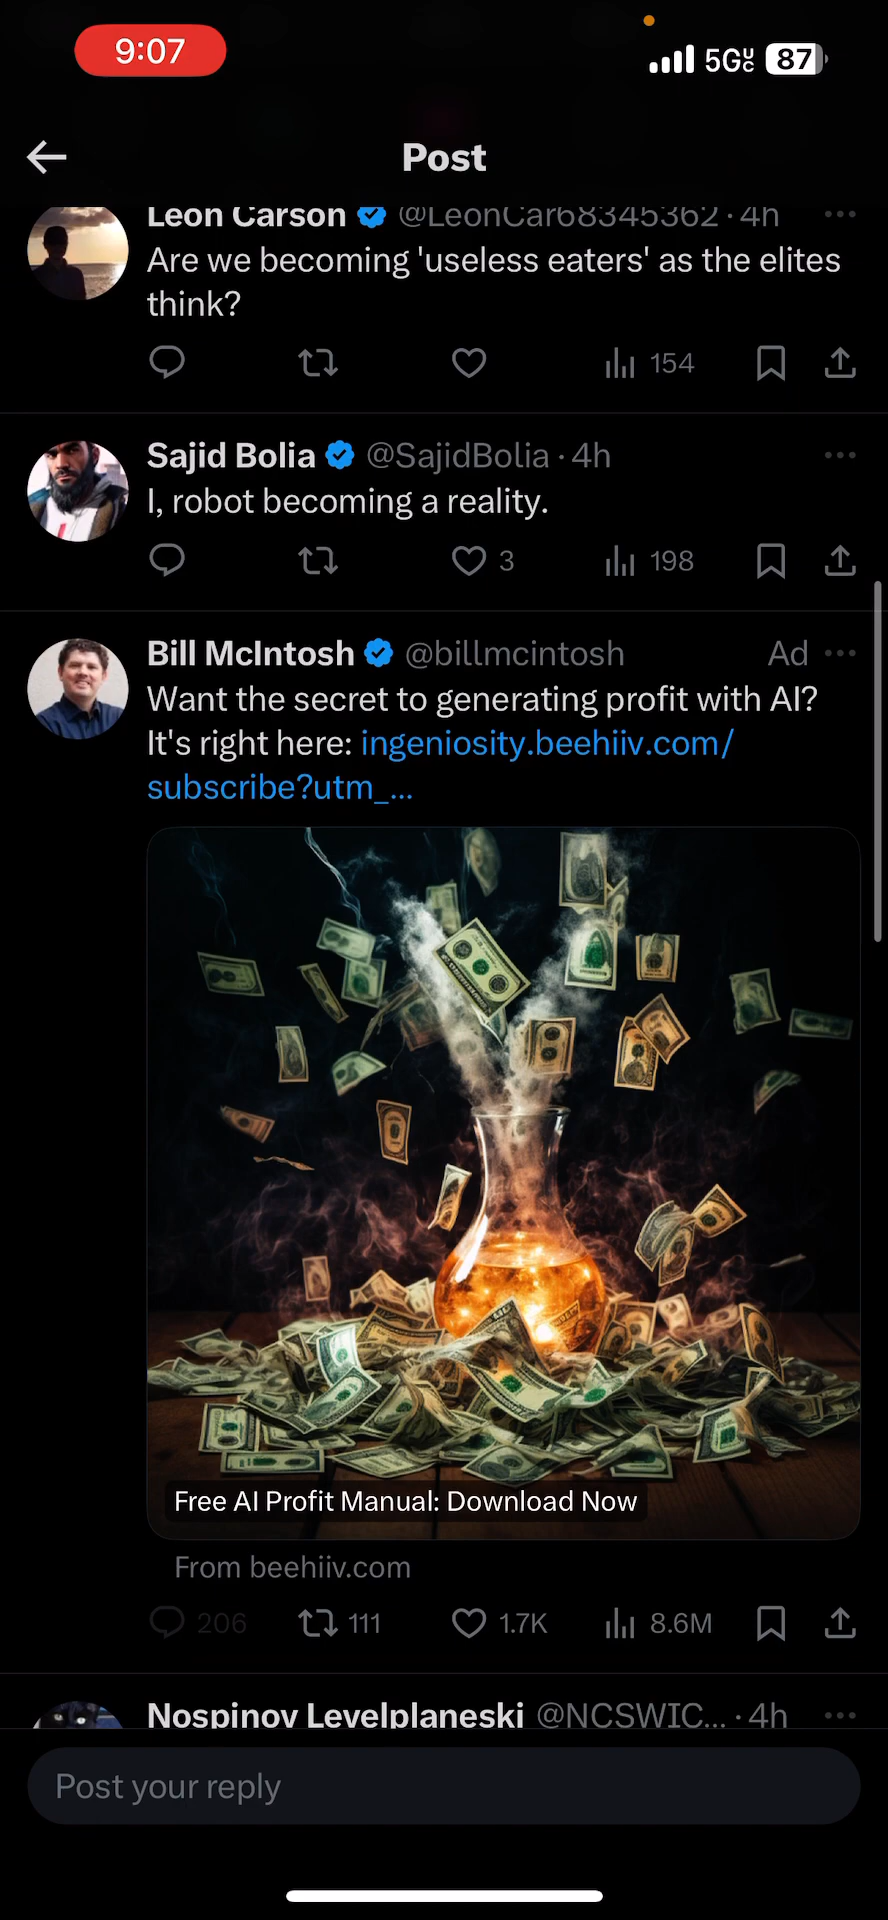 9:07
5GUC 87
Post
Leon Carson @LeonCar68345362 · 4h
Are we becoming 'useless eaters' as the elites
think?
154
Sajid Bolia @SajidBolia · 4h
I, robot becoming a reality.
3 198
Bill McIntosh @billmcintosh Ad
Want the secret to generating profit with AI?
It's right here: ingeniosity.beehiiv.com/
subscribe?utm_...
Free AI Profit Manual: Download Now
From beehiiv.com
206 111 1.7K 8.6M
Nospinov Levelplaneski @NCSWIC... · 4h
Post your reply